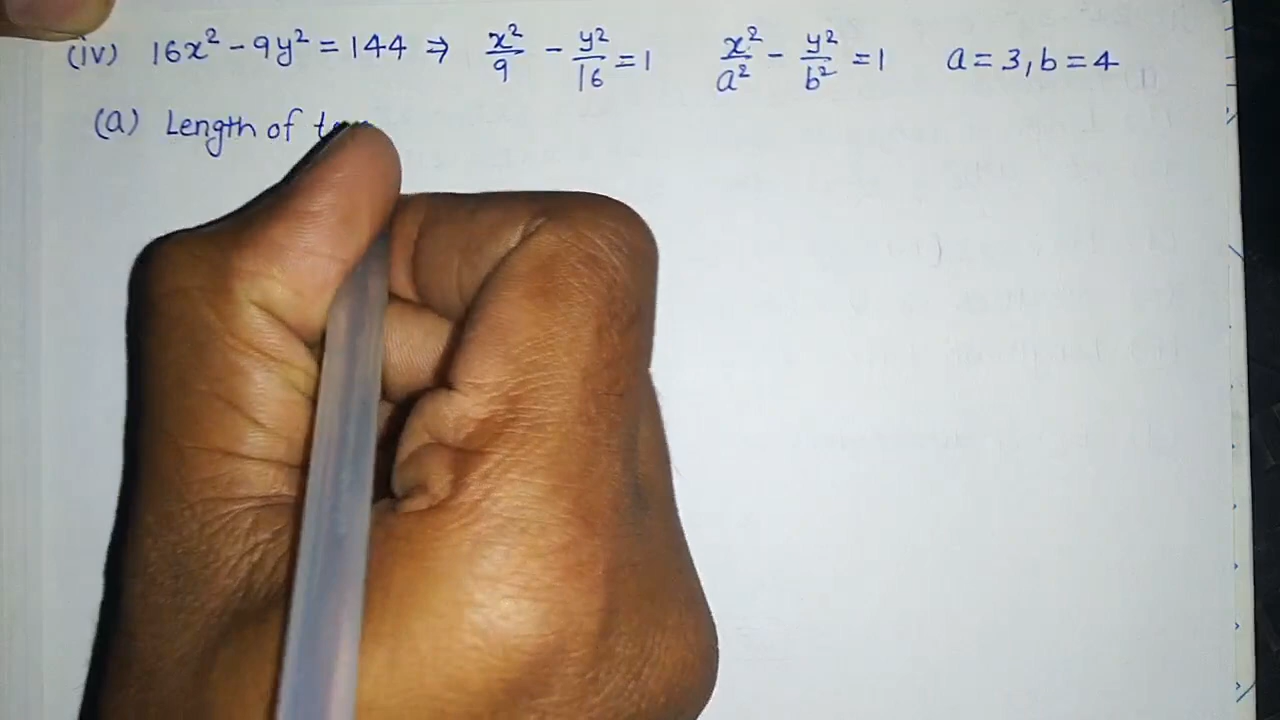 (iv) 16x² - 9y² = 144 ⇒ x²/9 - y²/16 = 1 x²/a² - y²/b² = 1 a = 3, b = 4
(a) Length of